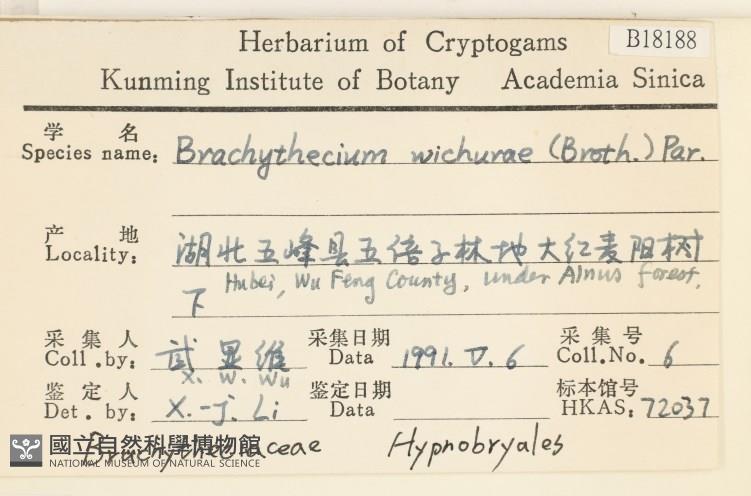 Herbarium of Cryptogams
B18188
Kunming Institute of Botany Academia Sinica
学 名
Species name: Brachythecium wichurae (Broth.) Par.
产 地
Locality: 湖北五峰县五倍子林地大红麦阳树
下 Hubei, Wu Feng County, under Alnus forest.
采集人 武显维 采集日期 采集号
Coll.by: X. W. Wu Data 1991. V. 6 Coll.No. 6
鉴定人 鉴定日期 标本馆号
Det. by: X.-J. Li Data HKAS: 72037
Brachytheciaceae Hypnobryales
國立自然科學博物館
NATIONAL MUSEUM OF NATURAL SCIENCE